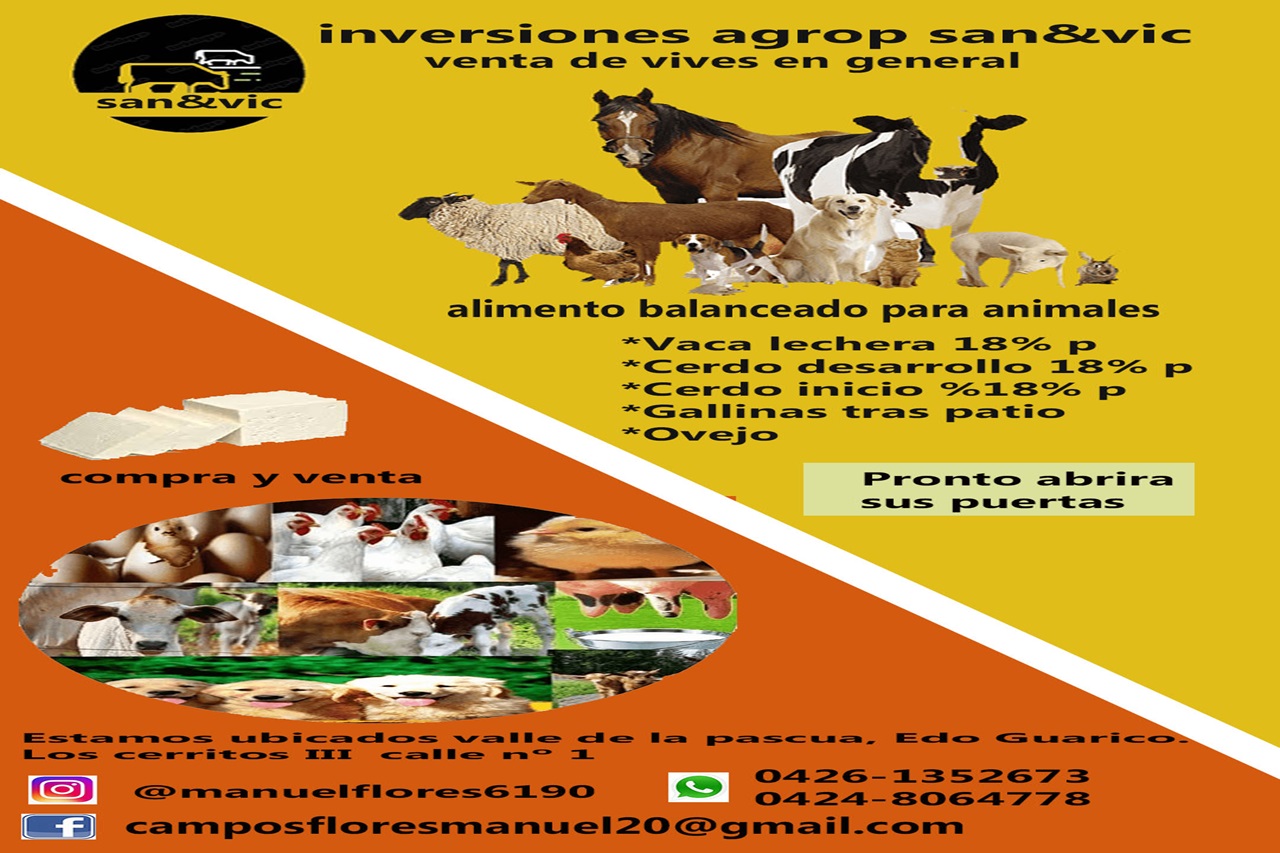 inversiones agrop san&vic
venta de vives en general
san&vic
alimento balanceado para animales
*Vaca lechera 18% p
*Cerdo desarrollo 18% p
*Cerdo inicio %18% p
*Gallinas tras patio
*Ovejo
compra y venta
Pronto abrira
sus puertas
Estamos ubicados valle de la pascua, Edo Guarico.
Los cerritos III calle n° 1
@manuelflores6190
0426-1352673
0424-8064778
camposfloresmanuel20@gmail.com